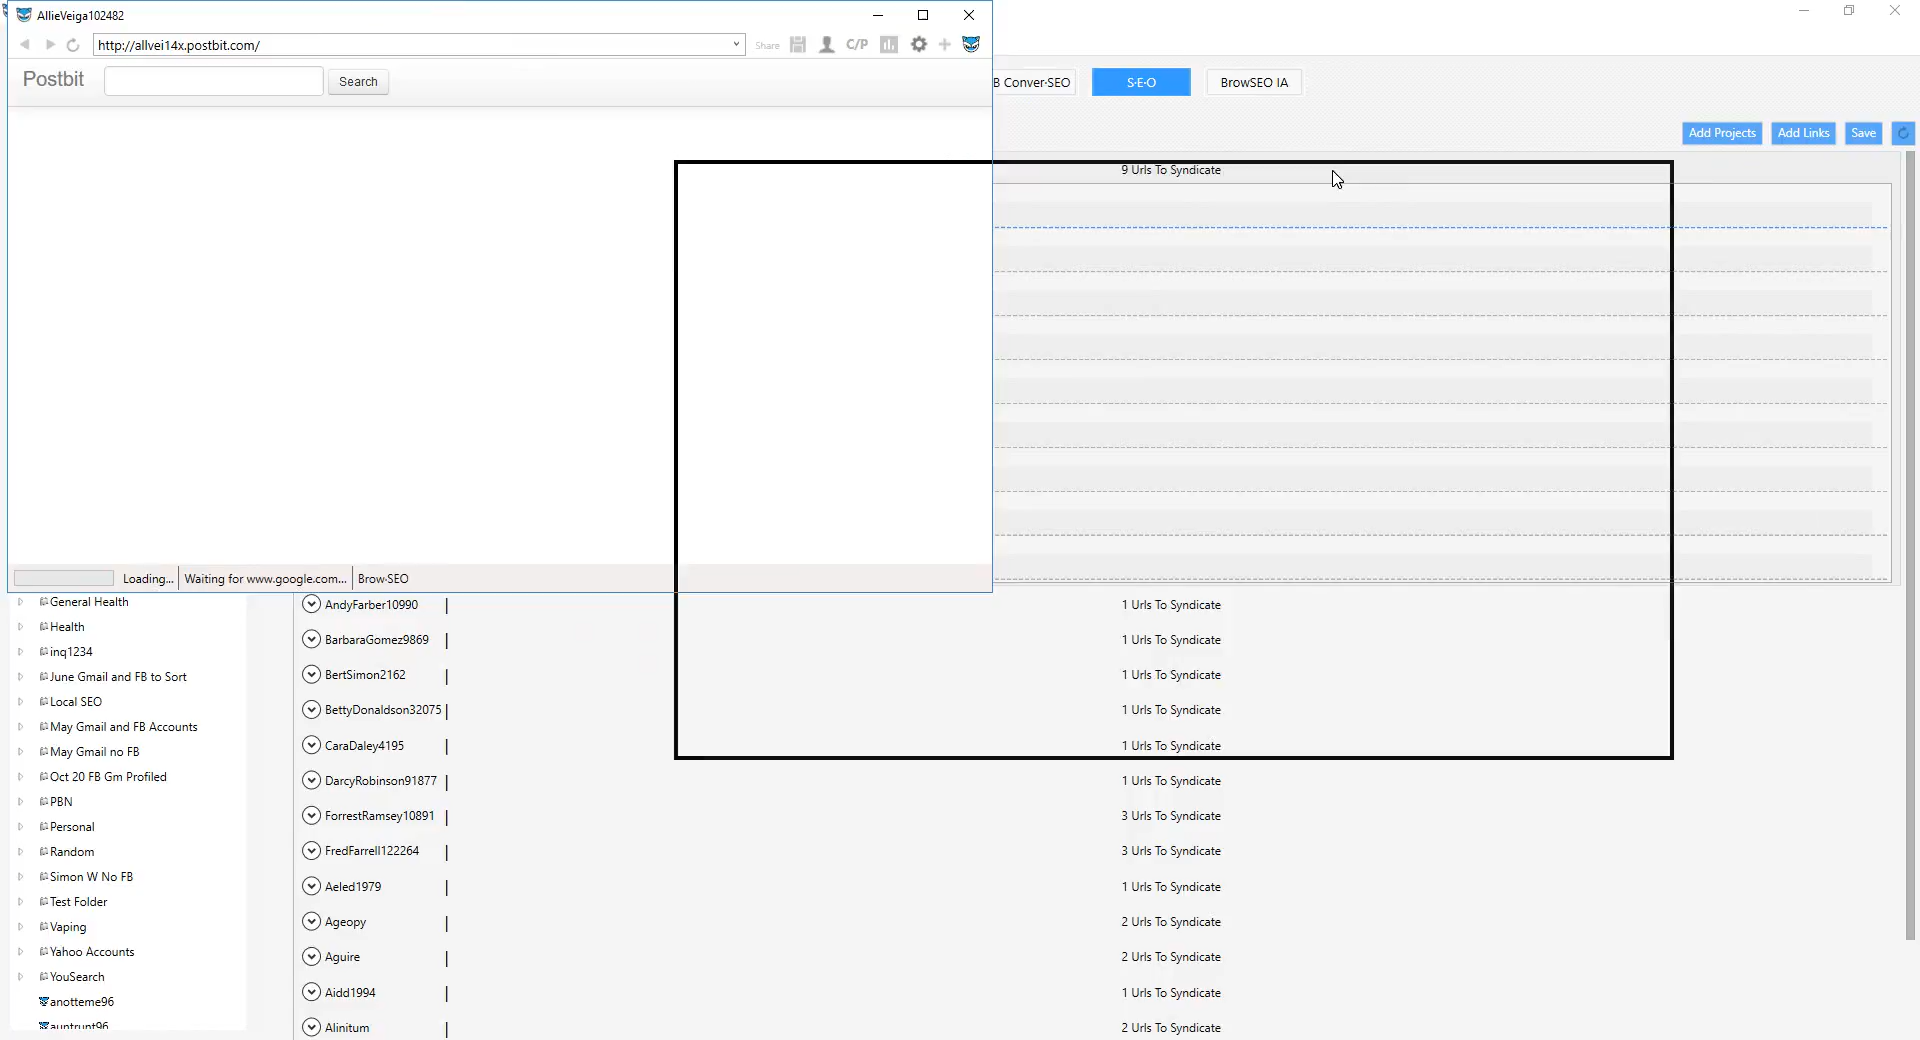 AllieVeiga102482
http://allvei14x.postbit.com/
Share
C/P
Postbit
Search
B Conver-SEO
S-E-O
BrowSEO IA
Add Projects
Add Links
Save
9 Urls To Syndicate
Loading...
Waiting for www.google.com...
Brow-SEO
General Health
Health
inq1234
June Gmail and FB to Sort
Local SEO
May Gmail and FB Accounts
May Gmail no FB
Oct 20 FB Gm Profiled
PBN
Personal
Random
Simon W No FB
Test Folder
Vaping
Yahoo Accounts
YouSearch
anotteme96
auntrunt96
AndyFarber10990 | 1 Urls To Syndicate
BarbaraGomez9869 | 1 Urls To Syndicate
BertSimon2162 | 1 Urls To Syndicate
BettyDonaldson32075 | 1 Urls To Syndicate
CaraDaley4195 | 1 Urls To Syndicate
DarcyRobinson91877 | 1 Urls To Syndicate
ForrestRamsey10891 | 3 Urls To Syndicate
FredFarrell122264 | 3 Urls To Syndicate
Aeled1979 | 1 Urls To Syndicate
Ageopy | 2 Urls To Syndicate
Aguire | 2 Urls To Syndicate
Aidd1994 | 1 Urls To Syndicate
Alinitum | 2 Urls To Syndicate